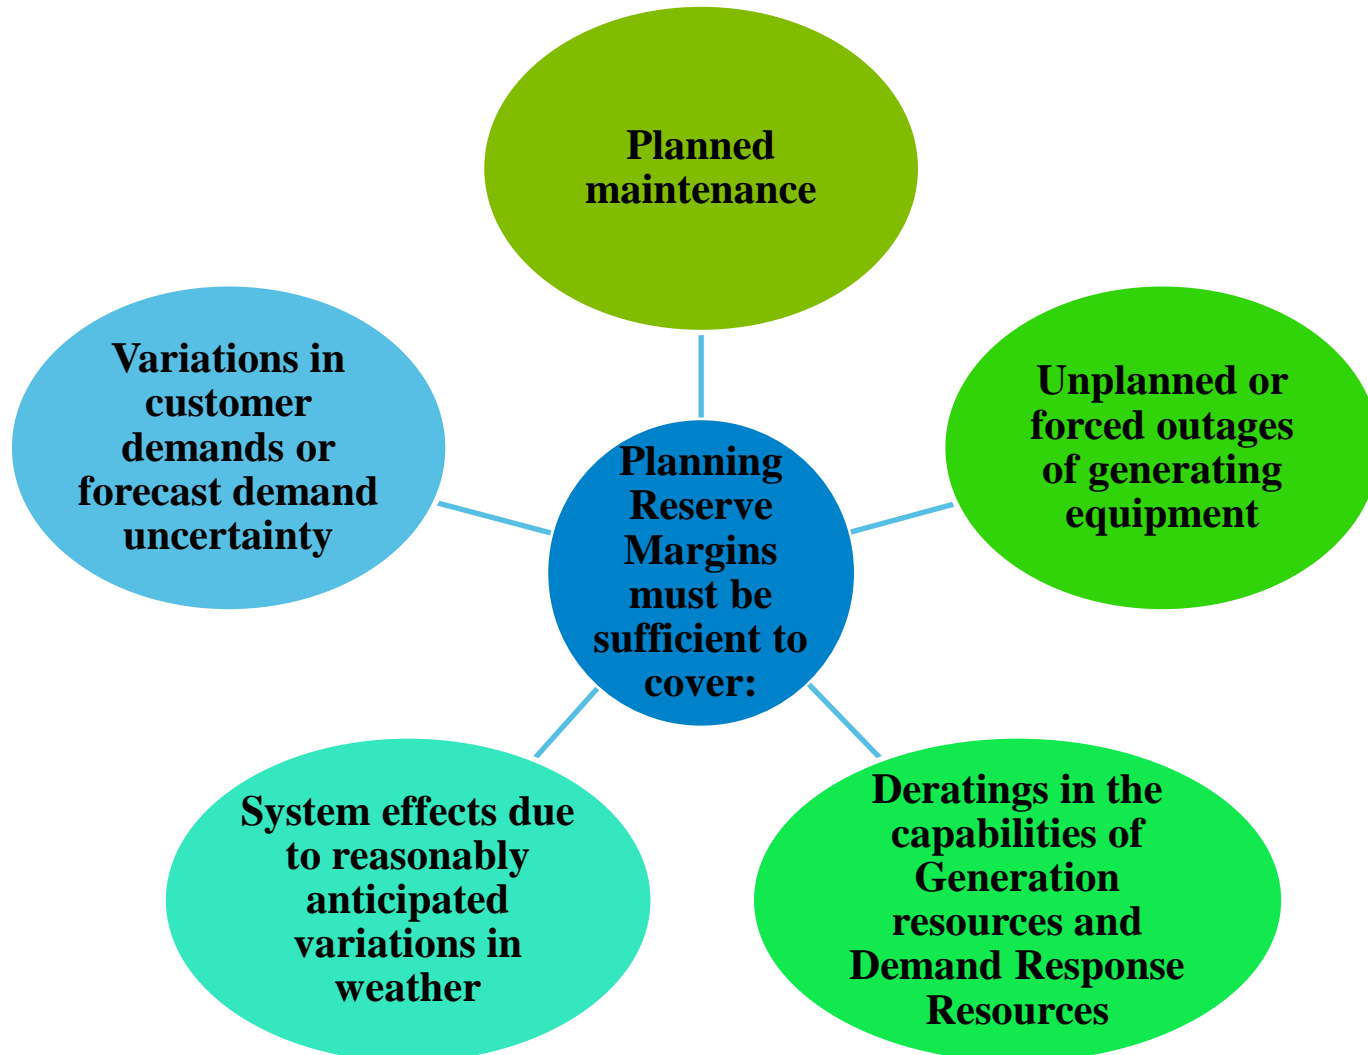 Planned
maintenance
Variations in
customer
demands or
forecast demand
uncertainty
Unplanned or
forced outages
of generating
equipment
Planning
Reserve
Margins
must be
sufficient to
cover:
System effects due
to reasonably
anticipated
variations in
weather
Deratings in the
capabilities of
Generation
resources and
Demand Response
Resources